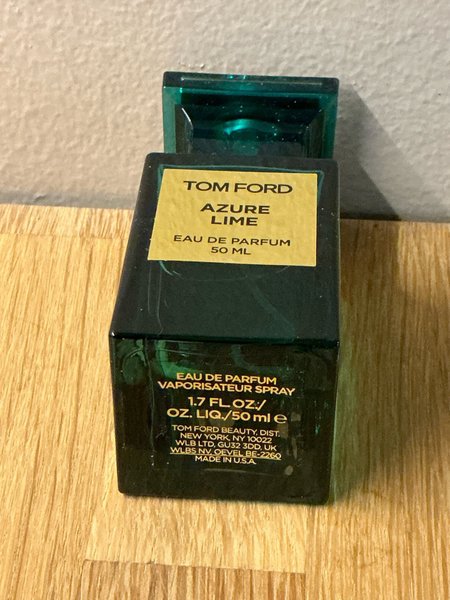 TOM FORD
AZURE
LIME
EAU DE PARFUM
50 ML
EAU DE PARFUM
VAPORISATEUR SPRAY
1.7 FL.OZ./
OZ. LIQ./50 ml ℮
TOM FORD BEAUTY, DIST.
NEW YORK, NY 10022
WLB LTD, GU32 3DD, UK
WLBS NV, OEVEL BE-2260
MADE IN U.S.A.